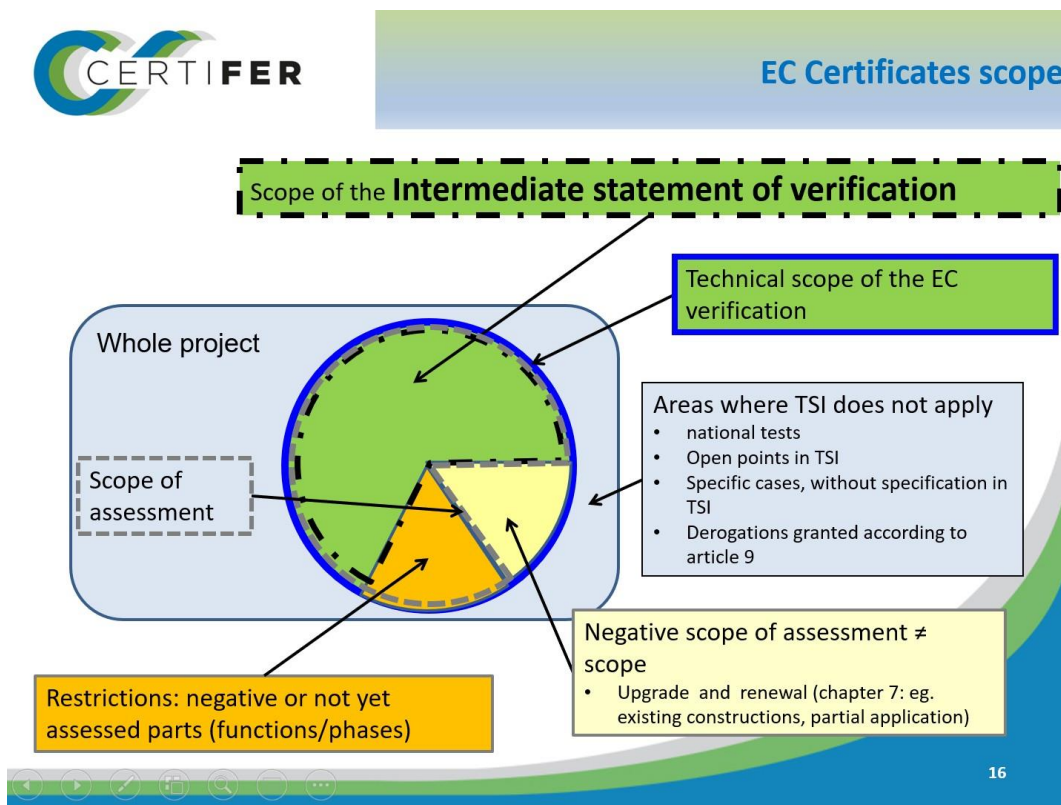 CERTIFER
EC Certificates scope
Scope of the Intermediate statement of verification
Technical scope of the EC
verification
Whole project
Areas where TSI does not apply
• national tests
• Open points in TSI
• Specific cases, without specification in
TSI
• Derogations granted according to
article 9
Scope of
assessment
Negative scope of assessment ≠
scope
• Upgrade and renewal (chapter 7: eg.
existing constructions, partial application)
Restrictions: negative or not yet
assessed parts (functions/phases)
16